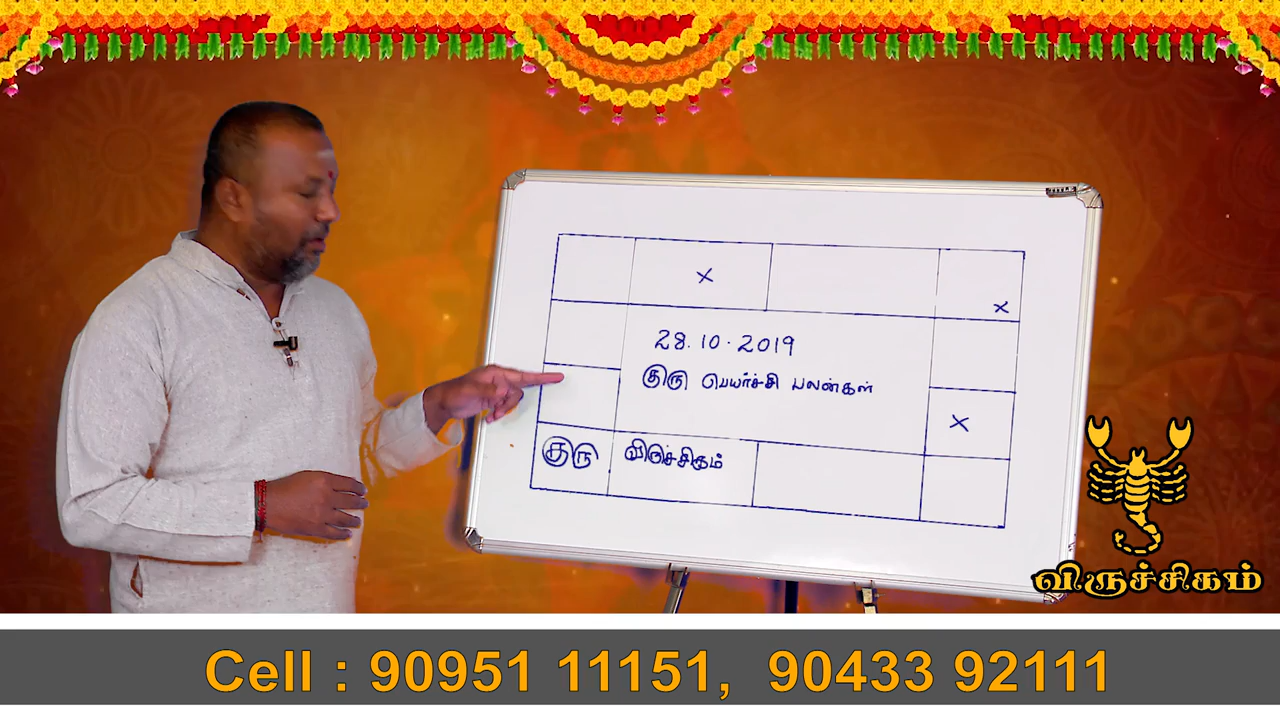 ×
×
28.10.2019
குரு பெயர்ச்சி பலன்கள்
×
குரு விருச்சிகம்
விருச்சிகம்
Cell : 90951 11151, 90433 92111